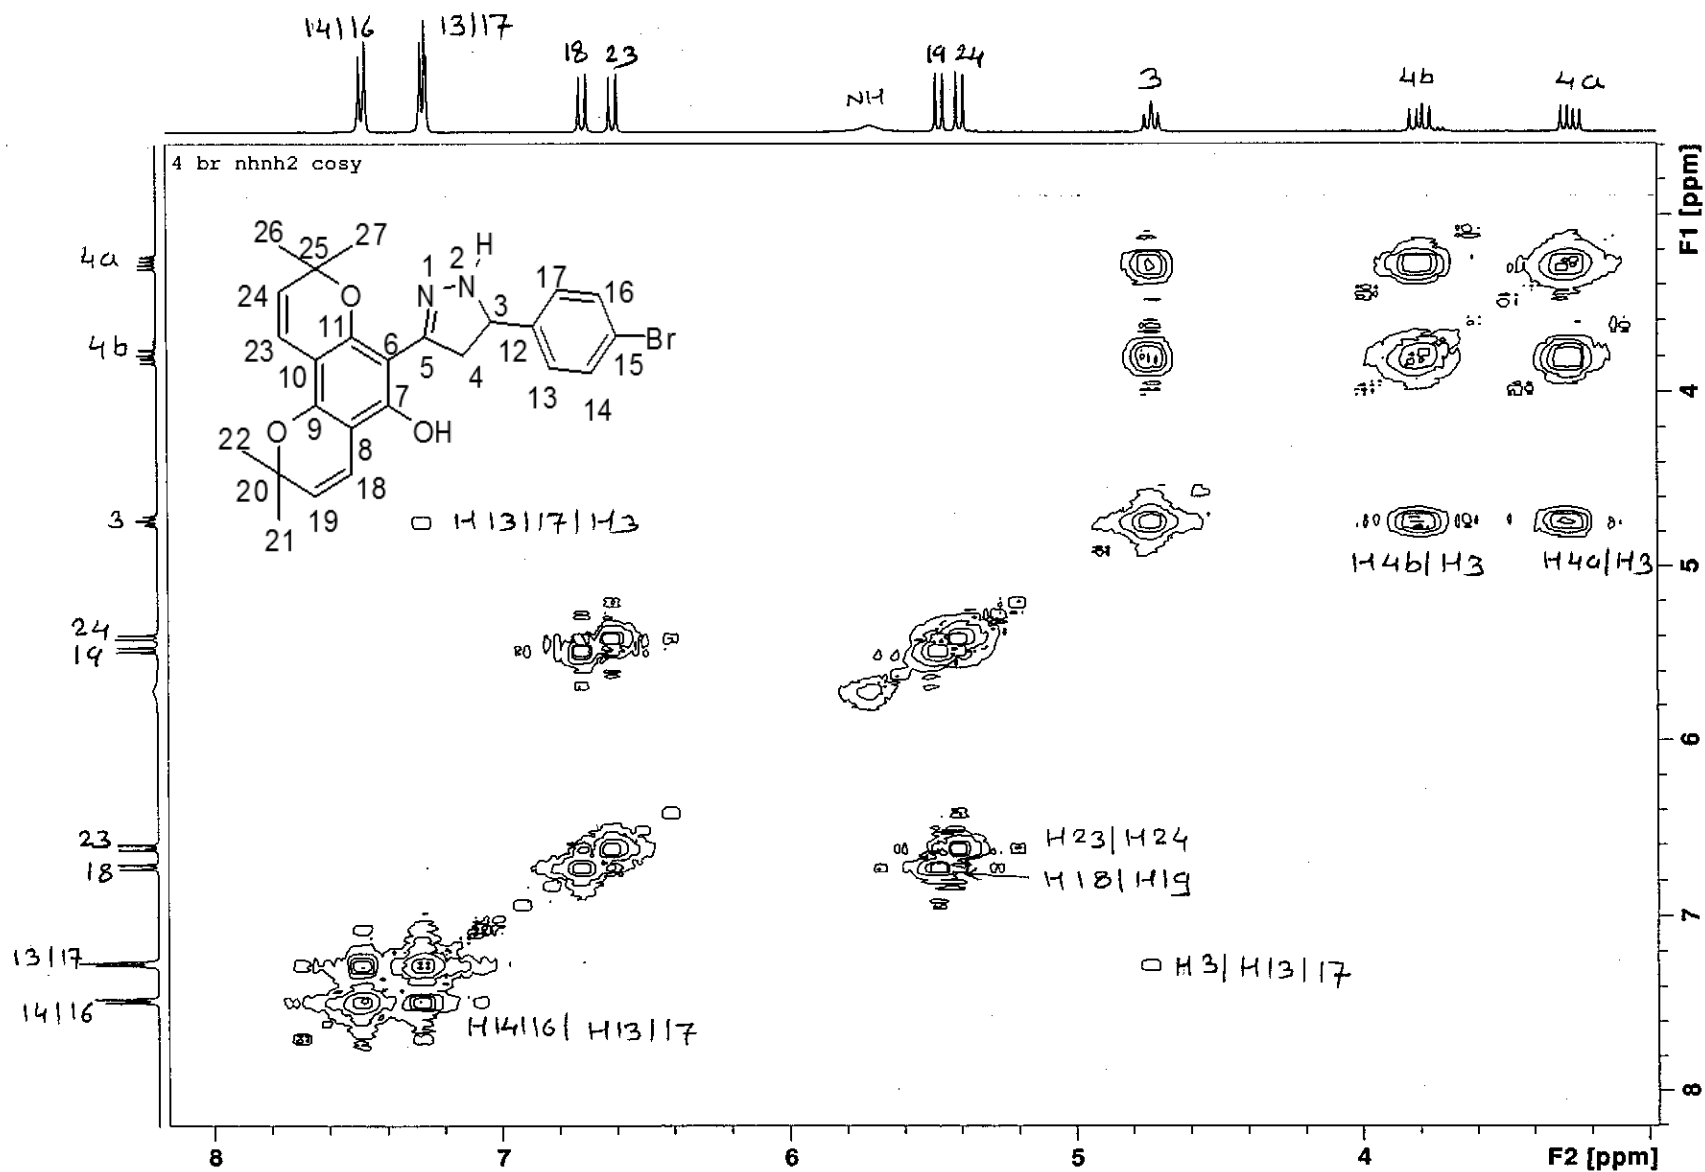 14/16 13/17 18 23 NH 19 24 3 4b 4a
4 br nhnh2 cosy
26 25 27 H
1 2
24 O N N 17 16
11 3
23 6 12 15 Br
10 5 4
7 13 14
9
22 O 8 OH
20 18
19
21
4a
4b
3
24
19
23
18
13/17
14/16
H13/17/H3
H4b/H3 H4a/H3
H23/H24
H18/H19
H3/H13/17
H14/16/ H13/17
F1 [ppm]
4
5
6
7
8
8 7 6 5 4 F2 [ppm]